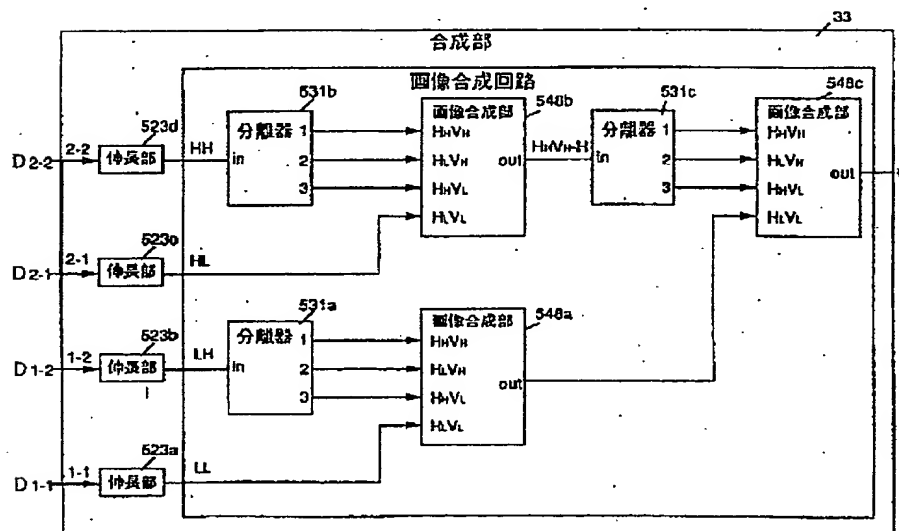 33
合成部
画像合成回路
531b
画像合成部
548b
531c
548c
画像合成部
523d
分離器 1
HHVH
分離器 1
HHVH
D2-2
2-2
伸長部
HH
in
2
HLVH
out
HHVH-H
in
2
HLVH
out
3
HHVL
3
HHVL
HLVL
HLVL
D2-1
2-1
伸長部
HL
531a
画像合成部
548a
523b
分離器 1
HHVH
D1-2
1-2
伸長部
LH
in
2
HLVH
out
3
HHVL
HLVL
523a
D1-1
1-1
伸長部
LL